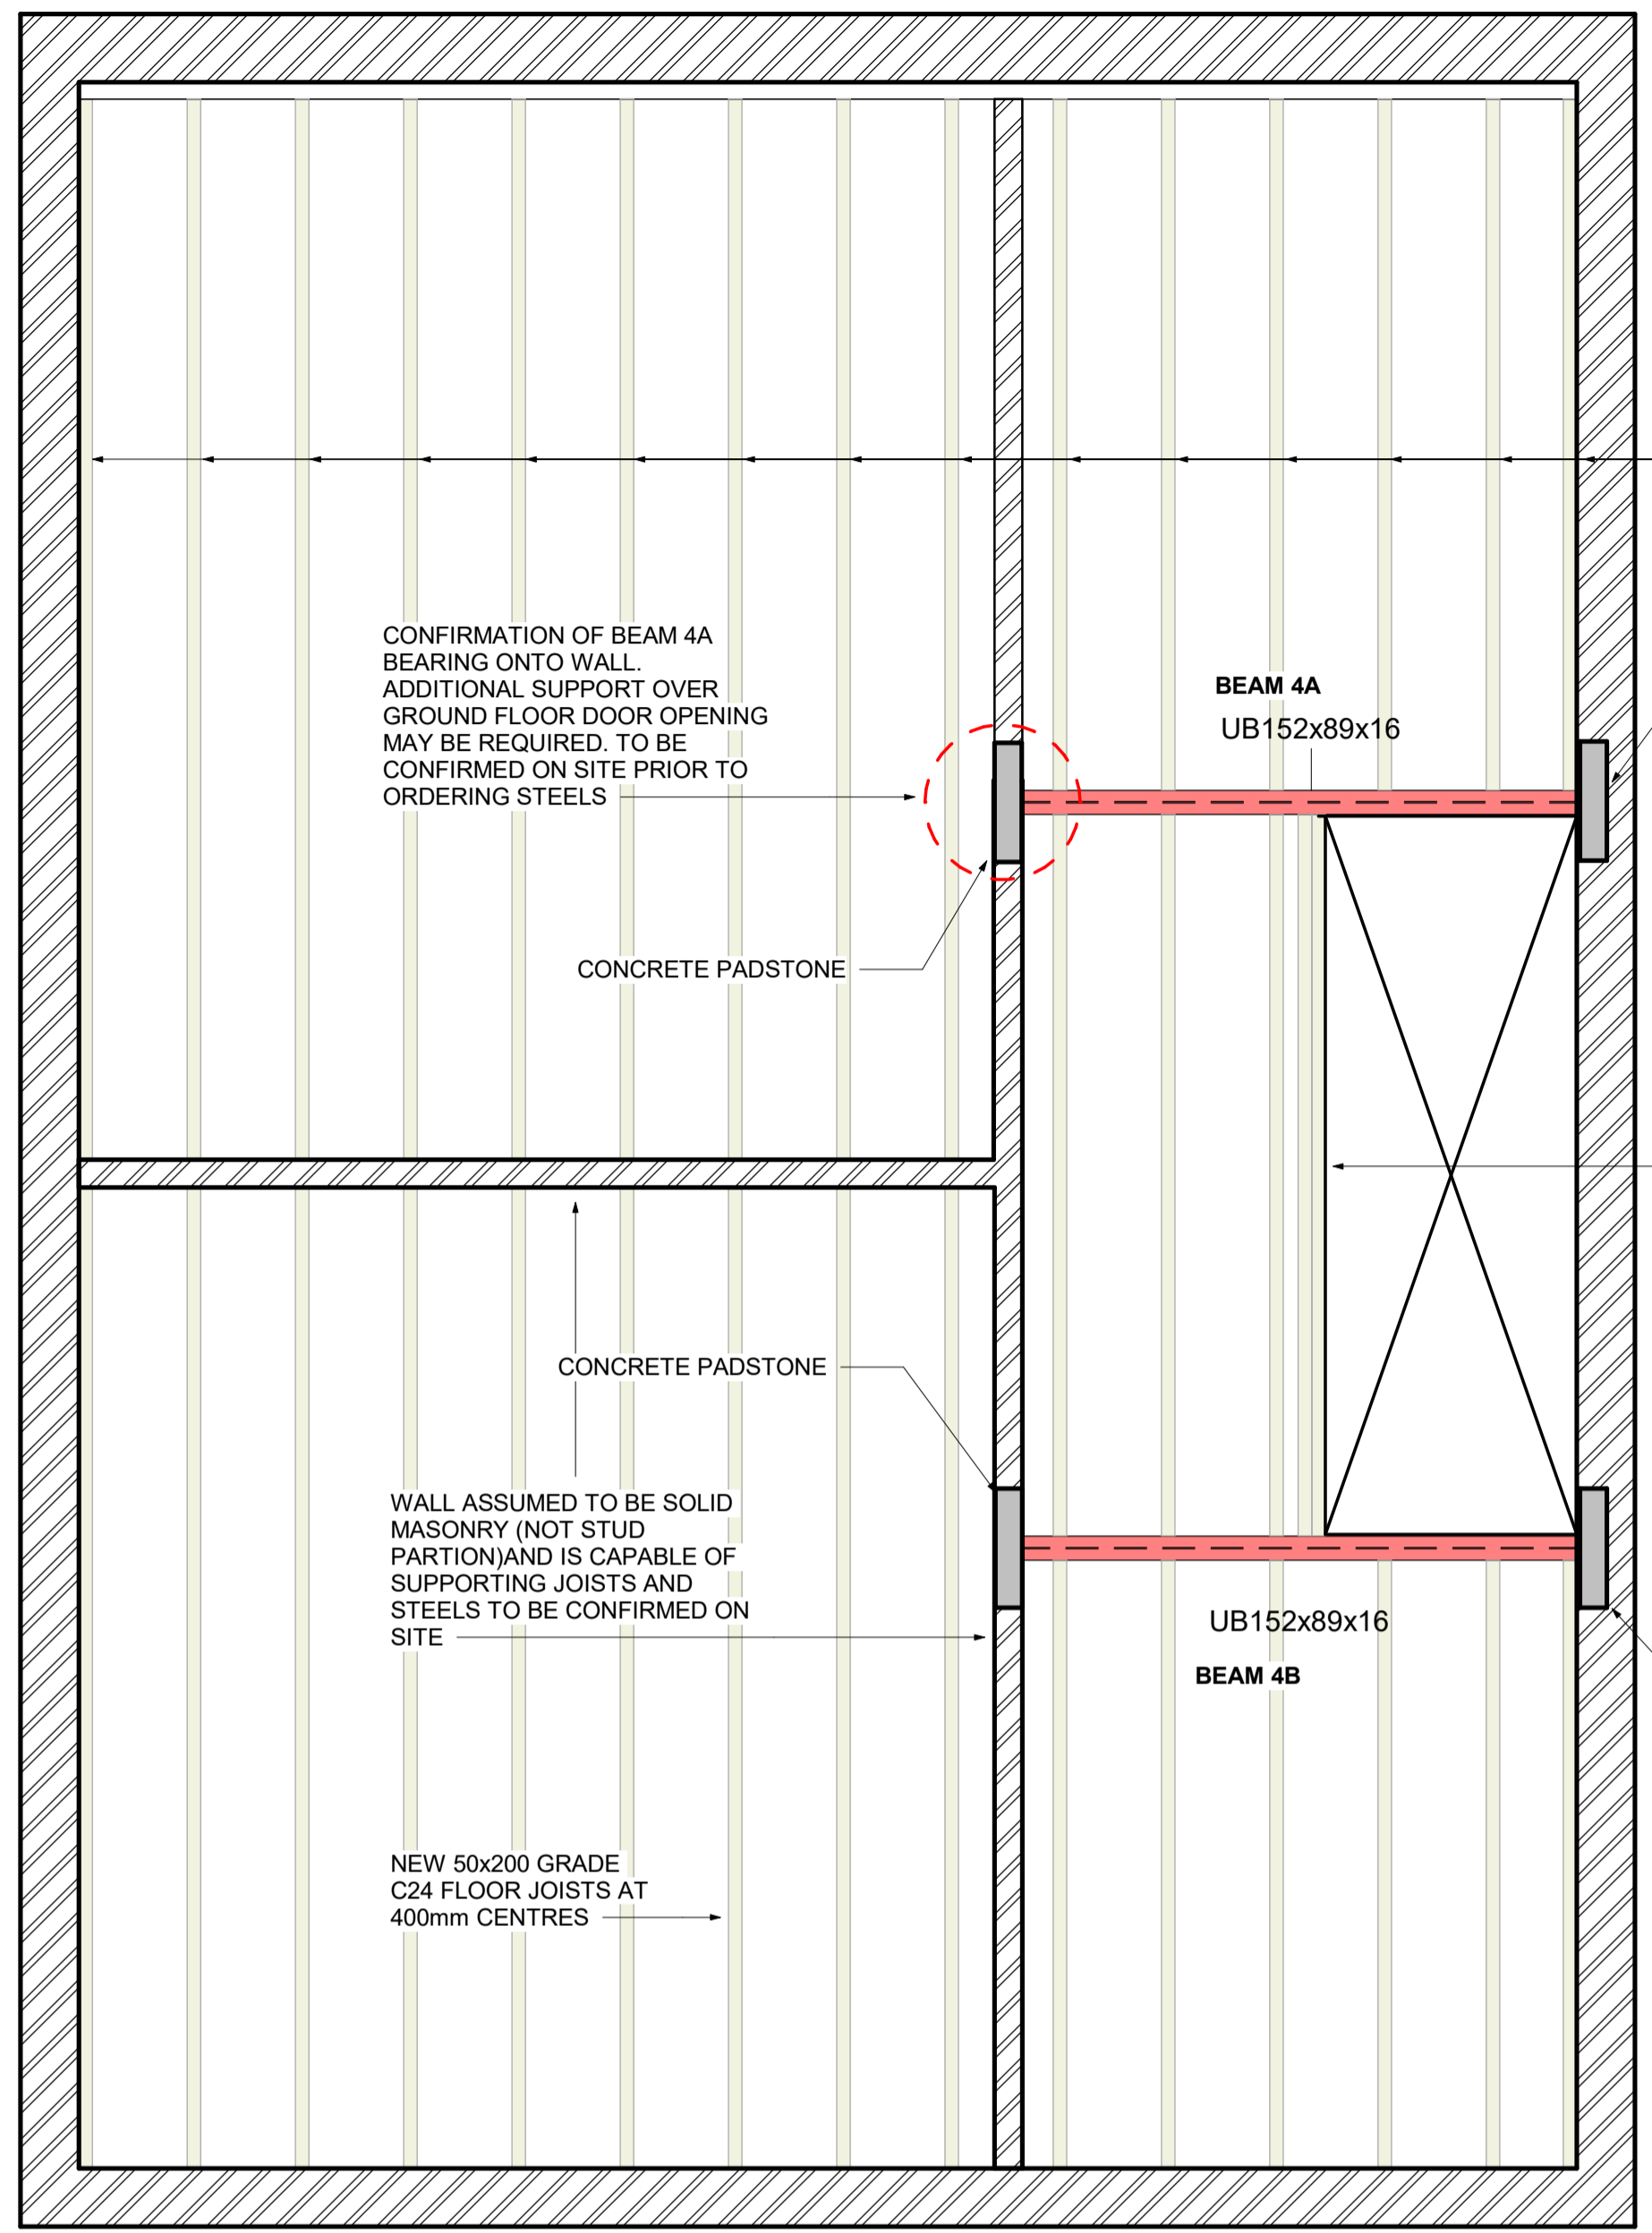 CONFIRMATION OF BEAM 4A
BEARING ONTO WALL.
ADDITIONAL SUPPORT OVER
GROUND FLOOR DOOR OPENING
MAY BE REQUIRED. TO BE
CONFIRMED ON SITE PRIOR TO
ORDERING STEELS
BEAM 4A
UB152x89x16
CONCRETE PADSTONE
CONCRETE PADSTONE
WALL ASSUMED TO BE SOLID
MASONRY (NOT STUD
PARTION)AND IS CAPABLE OF
SUPPORTING JOISTS AND
STEELS TO BE CONFIRMED ON
SITE
UB152x89x16
BEAM 4B
NEW 50x200 GRADE
C24 FLOOR JOISTS AT
400mm CENTRES